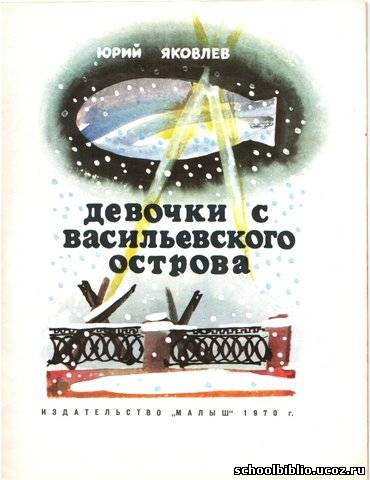 ЮРИЙ ЯКОВЛЕВ
ДЕВОЧКИ С
ВАСИЛЬЕВСКОГО
ОСТРОВА
ИЗДАТЕЛЬСТВО „МАЛЫШ“ 1970 г.
schoolbiblio.ucoz.ru